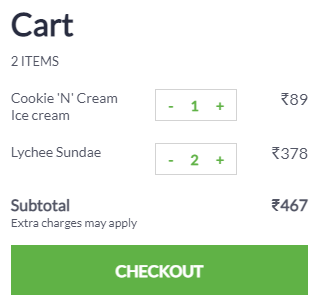 Cart
2 ITEMS
Cookie 'N' Cream - 1 + ₹89
Ice cream
Lychee Sundae - 2 + ₹378
Subtotal ₹467
Extra charges may apply
CHECKOUT